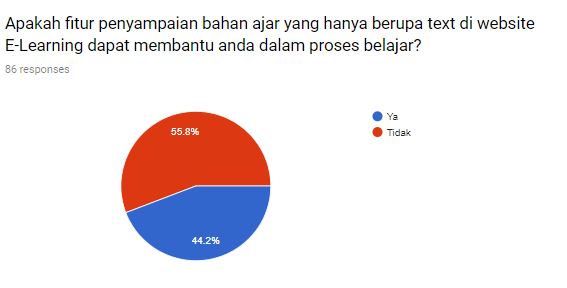 Apakah fitur penyampaian bahan ajar yang hanya berupa text di website
E-Learning dapat membantu anda dalam proses belajar?
86 responses
Ya
Tidak
55.8%
44.2%